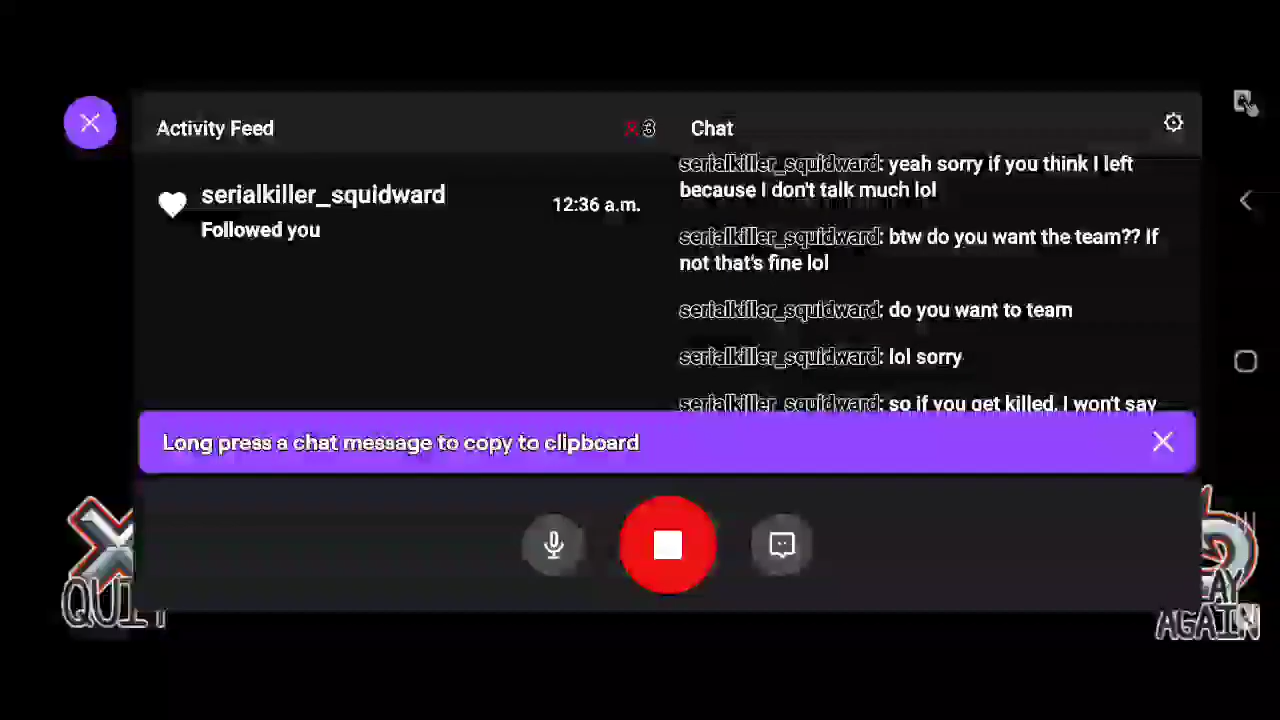 Activity Feed
3
Chat
serialkiller_squidward
Followed you
12:36 a.m.
serialkiller_squidward: yeah sorry if you think I left
because I don't talk much lol
serialkiller_squidward: btw do you want the team?? If
not that's fine lol
serialkiller_squidward: do you want to team
serialkiller_squidward: lol sorry
serialkiller_squidward: so if you get killed, I won't say
Long press a chat message to copy to clipboard
QUIT
AGAIN